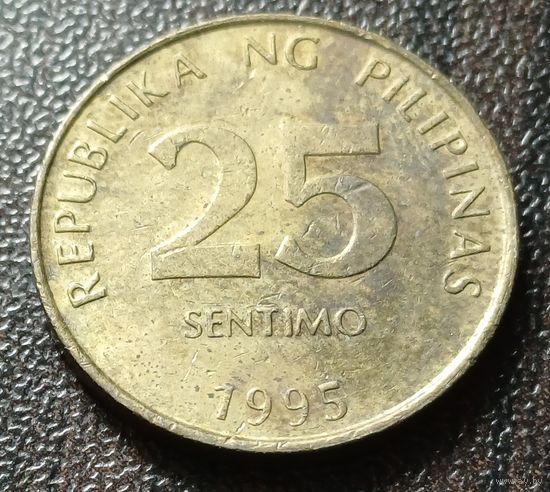 REPUBLIKA NG PILIPINAS
25
SENTIMO
1995